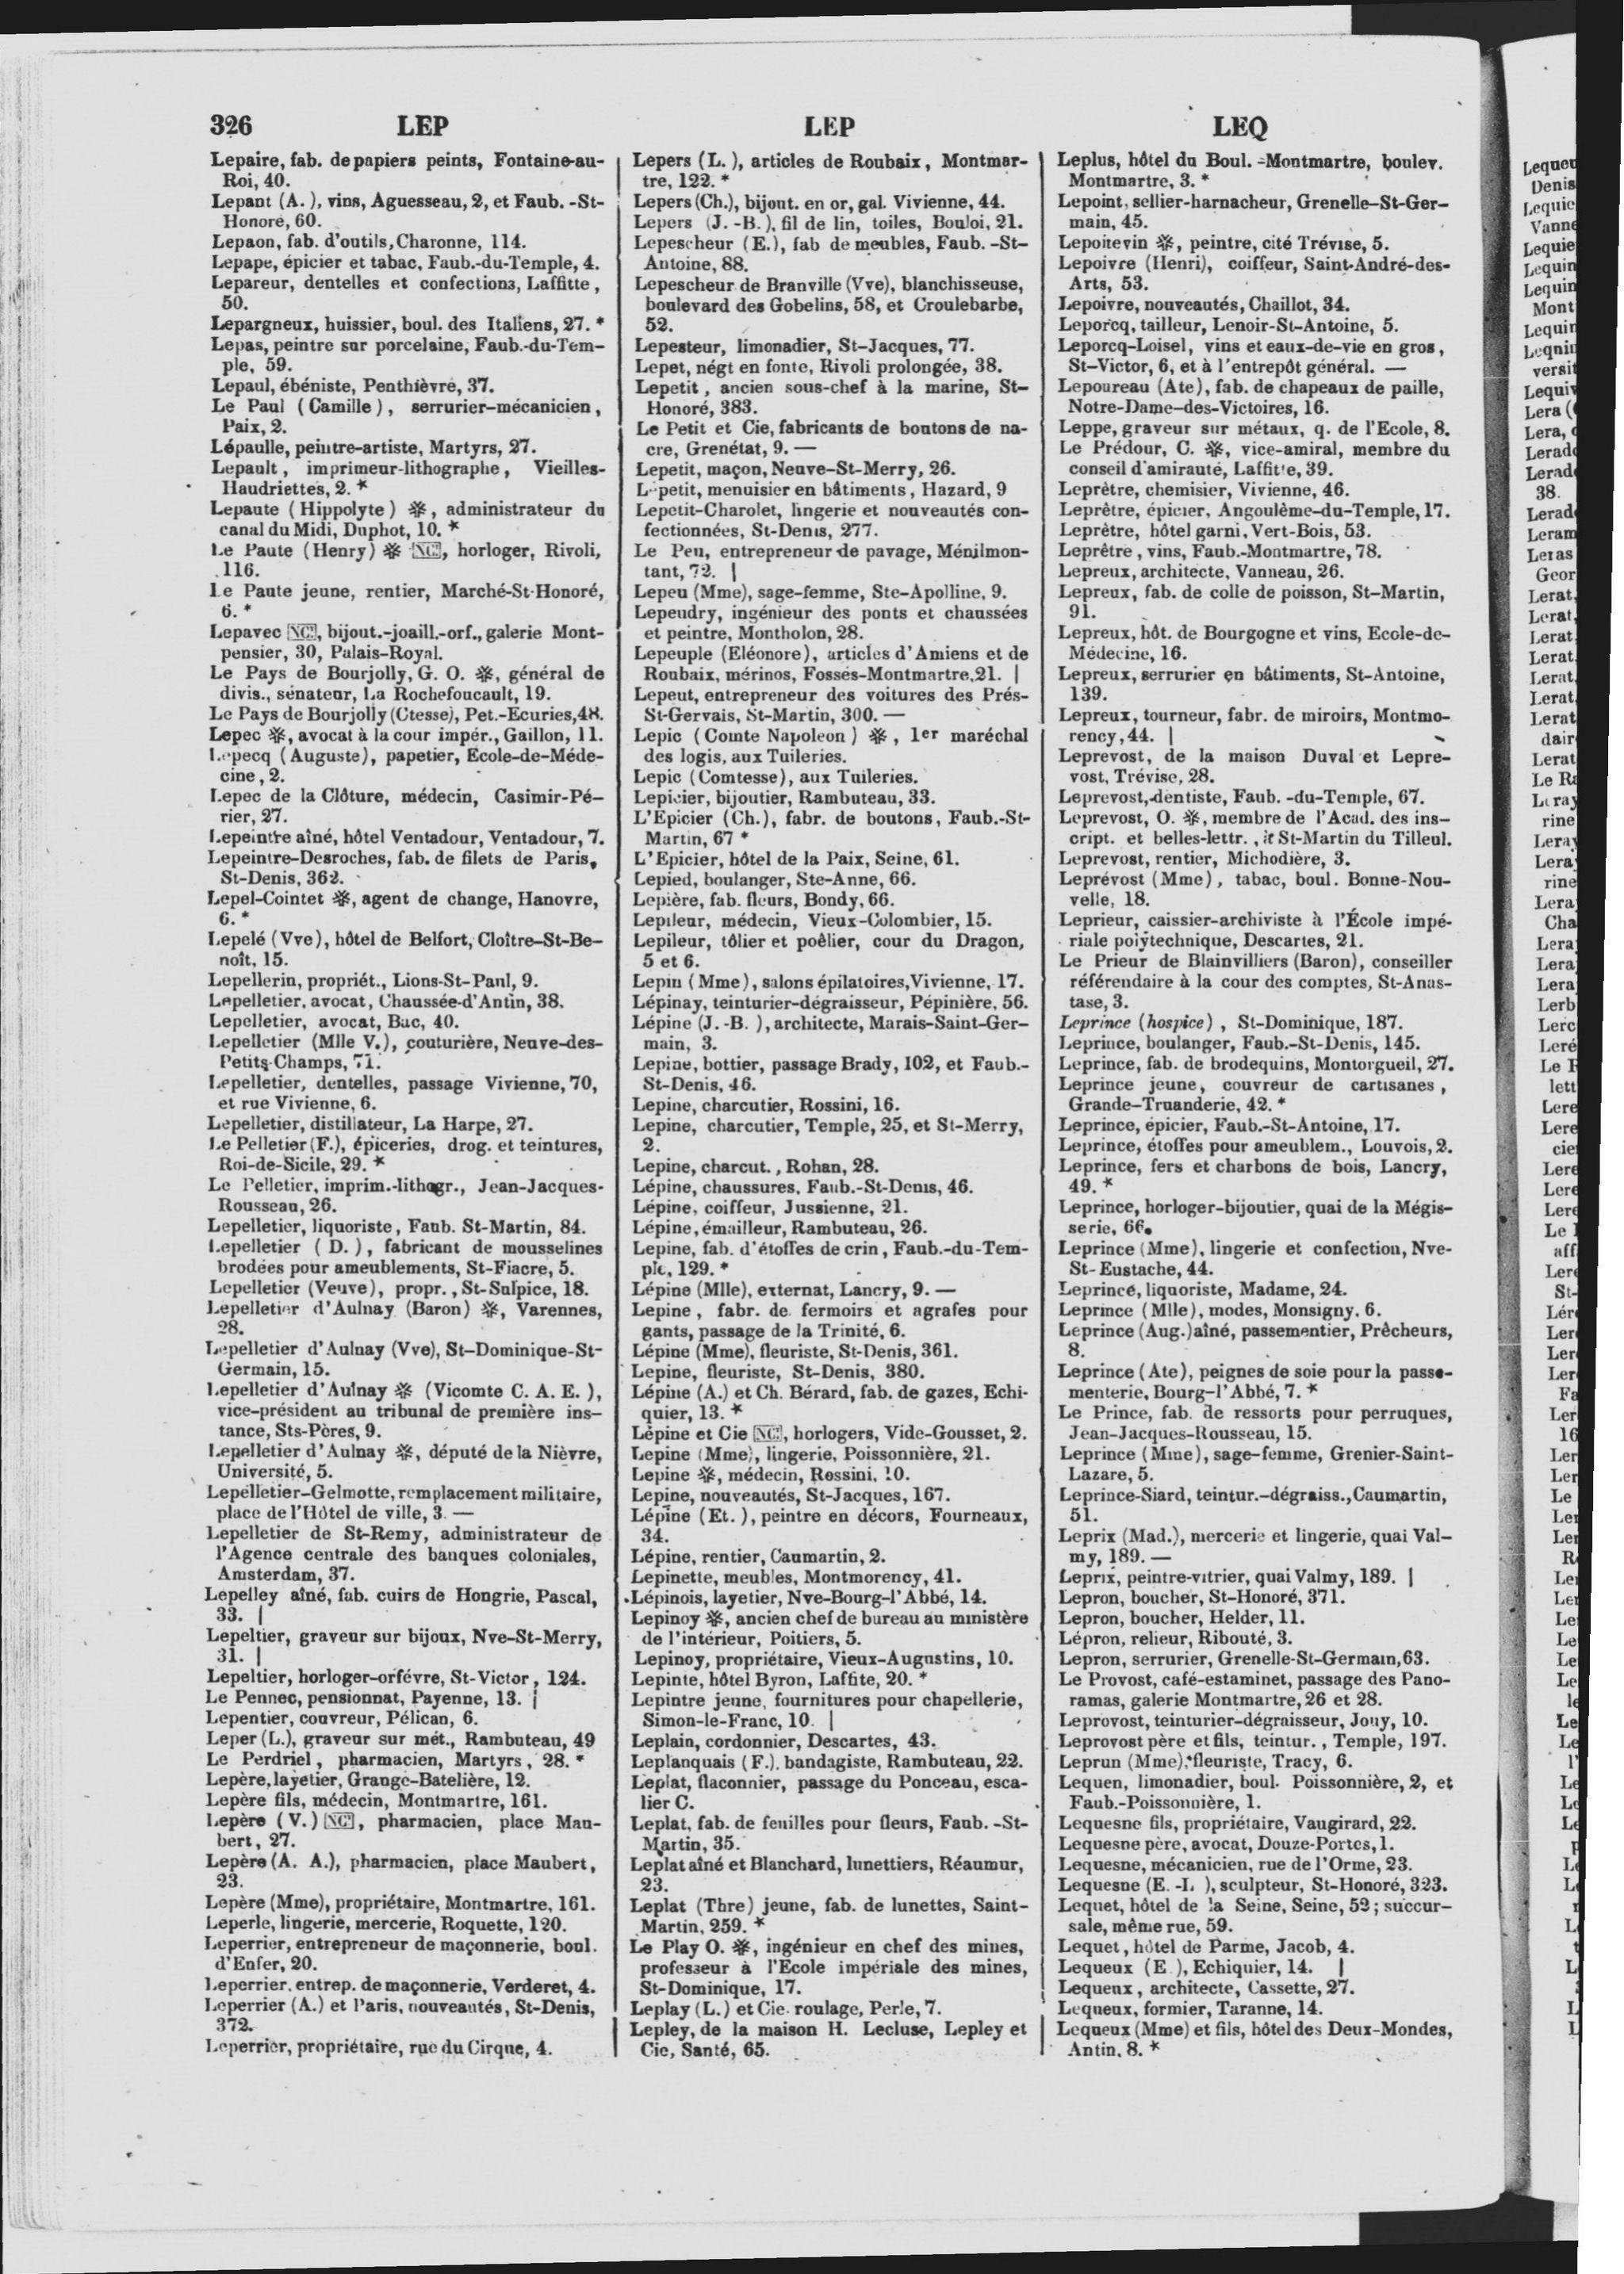 326 LEP LEP LEQ
Lepaire, fab. de papiers peints, Fontaine-au-
Roi, 40.
Lepant (A.), vins, Aguesseau, 2, et Faub.-St-
Honoré, 60.
Lepaon, fab. d'outils, Charonne, 114.
Lepape, épicier et tabac, Faub.-du-Temple, 4.
Lepareur, dentelles et confections, Laffitte,
50.
Lepargneux, huissier, boul. des Italiens, 27. *
Lepas, peintre sur porcelaine, Faub.-du-Tem-
ple, 59.
Lepaul, ébéniste, Penthièvre, 37.
Le Paul (Camille), serrurier-mécanicien,
Paix, 2.
Lépaulle, peintre-artiste, Martyrs, 27.
Lepault, imprimeur-lithographe, Vieilles-
Haudriettes, 2. *
Lepaute (Hippolyte) ※, administrateur du
canal du Midi, Duphot, 10. *
Le Paute (Henry) ※ NC, horloger, Rivoli,
116.
Le Paute jeune, rentier, Marché-St-Honoré,
6. *
Lepavec NC, bijout.-joaill.-orf., galerie Mont-
pensier, 30, Palais-Royal.
Le Pays de Bourjolly, G. O. ※, général de
divis., sénateur, La Rochefoucault, 19.
Le Pays de Bourjolly (Ctesse), Pet.-Ecuries, 48.
Lepec ※, avocat à la cour impér., Gaillon, 11.
Lepecq (Auguste), papetier, Ecole-de-Méde-
cine, 2.
Lepec de la Clôture, médecin, Casimir-Pé-
rier, 27.
Lepeintre aîné, hôtel Ventadour, Ventadour, 7.
Lepeintre-Desroches, fab. de filets de Paris,
St-Denis, 362.
Lepel-Cointet ※, agent de change, Hanovre,
6. *
Lepelé (Vve), hôtel de Belfort, Cloître-St-Be-
noît, 15.
Lepellerin, propriét., Lions-St-Paul, 9.
Lepelletier, avocat, Chaussée-d'Antin, 38.
Lepelletier, avocat, Bac, 40.
Lepelletier (Mlle V.), couturière, Neuve-des-
Petits-Champs, 71.
Lepelletier, dentelles, passage Vivienne, 70,
et rue Vivienne, 6.
Lepelletier, distillateur, La Harpe, 27.
Le Pelletier (F.), épiceries, drog. et teintures,
Roi-de-Sicile, 29. *
Le Pelletier, imprim.-lithogr., Jean-Jacques-
Rousseau, 26.
Lepelletier, liquoriste, Faub. St-Martin, 84.
Lepelletier (D.), fabricant de mousselines
brodées pour ameublements, St-Fiacre, 5.
Lepelletier (Veuve), propr., St-Sulpice, 18.
Lepelletier d'Aulnay (Baron) ※, Varennes,
28.
Lepelletier d'Aulnay (Vve), St-Dominique-St-
Germain, 15.
Lepelletier d'Aulnay ※ (Vicomte C. A. E.),
vice-président au tribunal de première ins-
tance, Sts-Pères, 9.
Lepelletier d'Aulnay ※, député de la Nièvre,
Université, 5.
Lepelletier-Gelmotte, remplacement militaire,
place de l'Hôtel de ville, 3. —
Lepelletier de St-Remy, administrateur de
l'Agence centrale des banques coloniales,
Amsterdam, 37.
Lepelley aîné, fab. cuirs de Hongrie, Pascal,
33. |
Lepeltier, graveur sur bijoux, Nve-St-Merry,
31. |
Lepeltier, horloger-orfévre, St-Victor, 124.
Le Pennec, pensionnat, Payenne, 13. |
Lepentier, couvreur, Pélican, 6.
Leper (L.), graveur sur mét., Rambuteau, 49
Le Perdriel, pharmacien, Martyrs, 28. *
Lepère, layetier, Grange-Batelière, 12.
Lepère fils, médecin, Montmartre, 161.
Lepère (V.) NC, pharmacien, place Mau-
bert, 27.
Lepère (A. A.), pharmacien, place Maubert,
23.
Lepère (Mme), propriétaire, Montmartre, 161.
Leperle, lingerie, mercerie, Roquette, 120.
Leperrier, entrepreneur de maçonnerie, boul.
d'Enfer, 20.
Leperrier, entrep. de maçonnerie, Verderet, 4.
Leperrier (A.) et Paris, nouveautés, St-Denis,
372.
Leperrier, propriétaire, rue du Cirque, 4.
Lepers (L.), articles de Roubaix, Montmar-
tre, 122. *
Lepers (Ch.), bijout. en or, gal. Vivienne, 44.
Lepers (J.-B.), fil de lin, toiles, Bouloi, 21.
Lepescheur (E.), fab de meubles, Faub.-St-
Antoine, 88.
Lepescheur de Branville (Vve), blanchisseuse,
boulevard des Gobelins, 58, et Croulebarbe,
52.
Lepesteur, limonadier, St-Jacques, 77.
Lepet, négt en fonte, Rivoli prolongée, 38.
Lepetit, ancien sous-chef à la marine, St-
Honoré, 383.
Le Petit et Cie, fabricants de boutons de na-
cre, Grenétat, 9. —
Lepetit, maçon, Neuve-St-Merry, 26.
Lepetit, menuisier en bâtiments, Hazard, 9
Lepetit-Charolet, lingerie et nouveautés con-
fectionnées, St-Denis, 277.
Le Peu, entrepreneur de pavage, Ménilmon-
tant, 72. |
Lepeu (Mme), sage-femme, Ste-Apolline, 9.
Lepeudry, ingénieur des ponts et chaussées
et peintre, Montholon, 28.
Lepeuple (Eléonore), articles d'Amiens et de
Roubaix, mérinos, Fossés-Montmartre, 21. |
Lepeut, entrepreneur des voitures des Prés-
St-Gervais, St-Martin, 300. —
Lepic (Comte Napoleon) ※, 1er maréchal
des logis, aux Tuileries.
Lepic (Comtesse), aux Tuileries.
Lepicier, bijoutier, Rambuteau, 33.
L'Epicier (Ch.), fabr. de boutons, Faub.-St-
Martin, 67 *
L'Epicier, hôtel de la Paix, Seine, 61.
Lepied, boulanger, Ste-Anne, 66.
Lepière, fab. fleurs, Bondy, 66.
Lepileur, médecin, Vieux-Colombier, 15.
Lepileur, tôlier et poêlier, cour du Dragon,
5 et 6.
Lepin (Mme), salons épilatoires, Vivienne, 17.
Lépinay, teinturier-dégraisseur, Pépinière, 56.
Lépine (J.-B.), architecte, Marais-Saint-Ger-
main, 3.
Lepine, bottier, passage Brady, 102, et Faub.-
St-Denis, 46.
Lepine, charcutier, Rossini, 16.
Lepine, charcutier, Temple, 25, et St-Merry,
2.
Lepine, charcut., Rohan, 28.
Lépine, chaussures, Faub.-St-Denis, 46.
Lépine, coiffeur, Jussienne, 21.
Lépine, émailleur, Rambuteau, 26.
Lepine, fab. d'étoffes de crin, Faub.-du-Tem-
ple, 129. *
Lépine (Mlle), externat, Lancry, 9. —
Lepine, fabr. de fermoirs et agrafes pour
gants, passage de la Trinité, 6.
Lépine (Mme), fleuriste, St-Denis, 361.
Lepine, fleuriste, St-Denis, 380.
Lépine (A.) et Ch. Bérard, fab. de gazes, Echi-
quier, 13. *
Lépine et Cie NC, horlogers, Vide-Gousset, 2.
Lepine (Mme), lingerie, Poissonnière, 21.
Lepine ※, médecin, Rossini, 10.
Lepine, nouveautés, St-Jacques, 167.
Lépine (Et.), peintre en décors, Fourneaux,
34.
Lépine, rentier, Caumartin, 2.
Lepinette, meubles, Montmorency, 41.
Lépinois, layetier, Nve-Bourg-l'Abbé, 14.
Lepinoy ※, ancien chef de bureau au ministère
de l'intérieur, Poitiers, 5.
Lepinoy, propriétaire, Vieux-Augustins, 10.
Lepinte, hôtel Byron, Laffite, 20. *
Lepintre jeune, fournitures pour chapellerie,
Simon-le-Franc, 10. |
Leplain, cordonnier, Descartes, 43.
Leplanquais (F.), bandagiste, Rambuteau, 22.
Leplat, flaconnier, passage du Ponceau, esca-
lier C.
Leplat, fab. de feuilles pour fleurs, Faub.-St-
Martin, 35.
Leplat aîné et Blanchard, lunettiers, Réaumur,
23.
Leplat (Thre) jeune, fab. de lunettes, Saint-
Martin, 259. *
Le Play O. ※, ingénieur en chef des mines,
professeur à l'Ecole impériale des mines,
St-Dominique, 17.
Leplay (L.) et Cie. roulage, Perle, 7.
Lepley, de la maison H. Lecluse, Lepley et
Cie, Santé, 65.
Leplus, hôtel du Boul.-Montmartre, boulev.
Montmartre, 3. *
Lepoint, sellier-harnacheur, Grenelle-St-Ger-
main, 45.
Lepoitevin ※, peintre, cité Trévise, 5.
Lepoivre (Henri), coiffeur, Saint-André-des-
Arts, 53.
Lepoivre, nouveautés, Chaillot, 34.
Leporcq, tailleur, Lenoir-St-Antoine, 5.
Leporcq-Loisel, vins et eaux-de-vie en gros,
St-Victor, 6, et à l'entrepôt général. —
Lepoureau (Ate), fab. de chapeaux de paille,
Notre-Dame-des-Victoires, 16.
Leppe, graveur sur métaux, q. de l'Ecole, 8.
Le Prédour, C. ※, vice-amiral, membre du
conseil d'amirauté, Laffitte, 39.
Leprètre, chemisier, Vivienne, 46.
Leprêtre, épicier, Angoulème-du-Temple, 17.
Leprètre, hôtel garni, Vert-Bois, 53.
Leprêtre, vins, Faub.-Montmartre, 78.
Lepreux, architecte, Vanneau, 26.
Lepreux, fab. de colle de poisson, St-Martin,
91.
Lepreux, hôt. de Bourgogne et vins, Ecole-de-
Médecine, 16.
Lepreux, serrurier en bâtiments, St-Antoine,
139.
Lepreux, tourneur, fabr. de miroirs, Montmo-
rency, 44. |
Leprevost, de la maison Duval et Lepre-
vost, Trévise, 28.
Leprevost, dentiste, Faub.-du-Temple, 67.
Leprevost, O. ※, membre de l'Acad. des ins-
cript. et belles-lettr., St-Martin du Tilleul.
Leprevost, rentier, Michodière, 3.
Leprévost (Mme), tabac, boul. Bonne-Nou-
velle, 18.
Leprieur, caissier-archiviste à l'École impé-
riale polytechnique, Descartes, 21.
Le Prieur de Blainvilliers (Baron), conseiller
référendaire à la cour des comptes, St-Anas-
tase, 3.
Leprince (hospice), St-Dominique, 187.
Leprince, boulanger, Faub.-St-Denis, 145.
Leprince, fab. de brodequins, Montorgueil, 27.
Leprince jeune, couvreur de cartisanes,
Grande-Truanderie, 42. *
Leprince, épicier, Faub.-St-Antoine, 17.
Leprince, étoffes pour ameublem., Louvois, 2.
Leprince, fers et charbons de bois, Lancry,
49. *
Leprince, horloger-bijoutier, quai de la Mégis-
serie, 66.
Leprince (Mme), lingerie et confection, Nve-
St-Eustache, 44.
Leprince, liquoriste, Madame, 24.
Leprince (Mlle), modes, Monsigny, 6.
Leprince (Aug.) aîné, passementier, Prêcheurs,
8.
Leprince (Ate), peignes de soie pour la passe-
menterie, Bourg-l'Abbé, 7. *
Le Prince, fab. de ressorts pour perruques,
Jean-Jacques-Rousseau, 15.
Leprince (Mme), sage-femme, Grenier-Saint-
Lazare, 5.
Leprince-Siard, teintur.-dégraiss., Caumartin,
51.
Leprix (Mad.), mercerie et lingerie, quai Val-
my, 189. —
Leprix, peintre-vitrier, quai Valmy, 189. |
Lepron, boucher, St-Honoré, 371.
Lepron, boucher, Helder, 11.
Lépron, relieur, Ribouté, 3.
Lepron, serrurier, Grenelle-St-Germain, 63.
Le Provost, café-estaminet, passage des Pano-
ramas, galerie Montmartre, 26 et 28.
Leprovost, teinturier-dégraisseur, Jouy, 10.
Leprovost père et fils, teintur., Temple, 197.
Leprun (Mme), fleuriste, Tracy, 6.
Lequen, limonadier, boul. Poissonnière, 2, et
Faub.-Poissonnière, 1.
Lequesne fils, propriétaire, Vaugirard, 22.
Lequesne père, avocat, Douze-Portes, 1.
Lequesne, mécanicien, rue de l'Orme, 23.
Lequesne (E.-L ), sculpteur, St-Honoré, 323.
Lequet, hôtel de la Seine, Seine, 52; succur-
sale, même rue, 59.
Lequet, hôtel de Parme, Jacob, 4.
Lequeux (E ), Echiquier, 14. |
Lequeux, architecte, Cassette, 27.
Lequeux, formier, Taranne, 14.
Lequeux (Mme) et fils, hôtel des Deux-Mondes,
Antin, 8. *